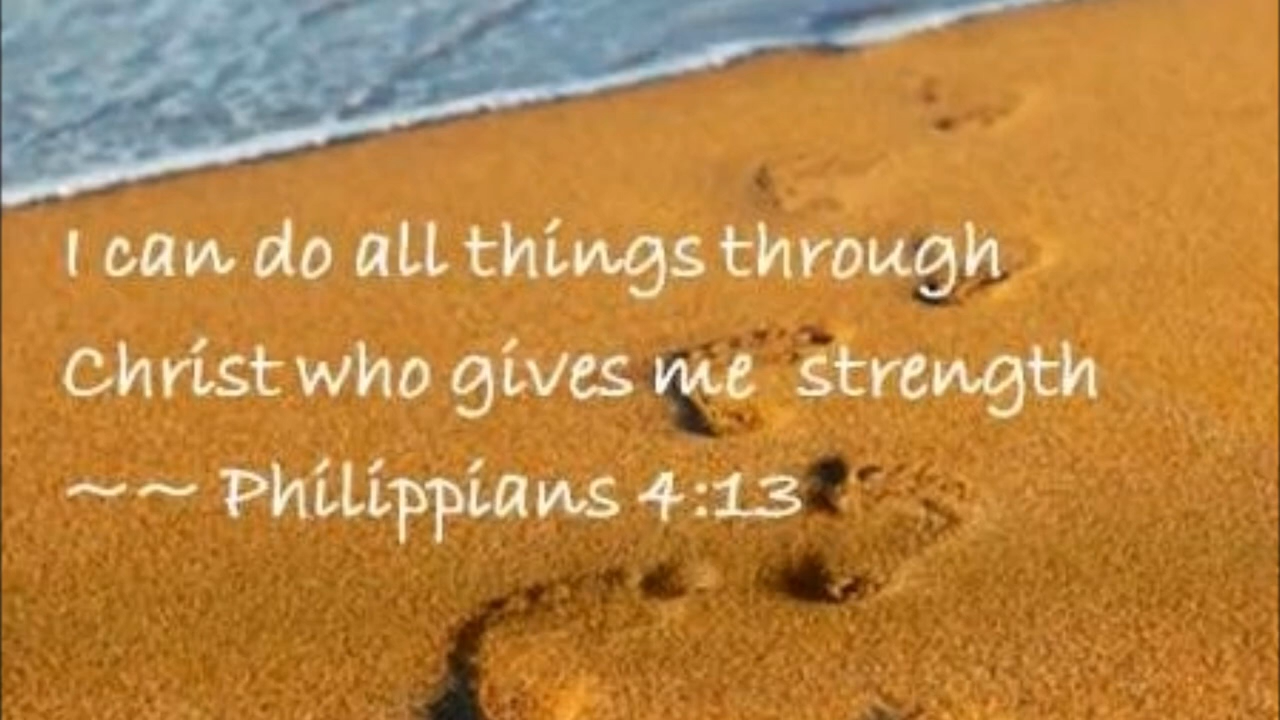 I can do all things through
Christ who gives me strength
~~ Philippians 4:13